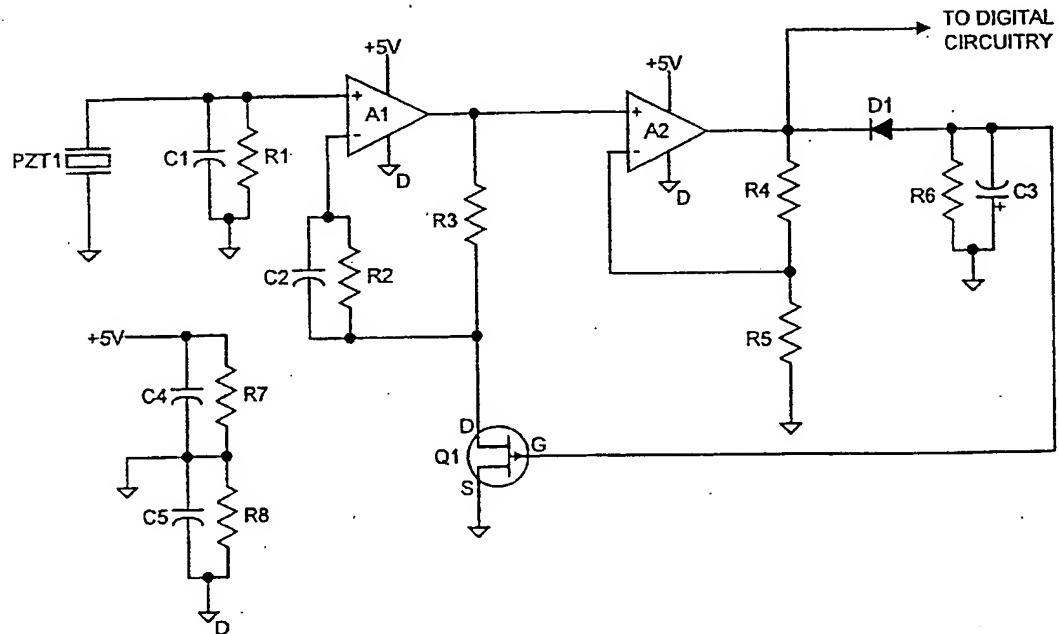 TO DIGITAL
CIRCUITRY
+5V
+5V
A1
A2
D1
PZT1
C1
R1
D
D
R3
R4
R6
C3
+
-
+
-
+
C2
R2
R5
+5V
C4
R7
D
G
Q1
S
C5
R8
D